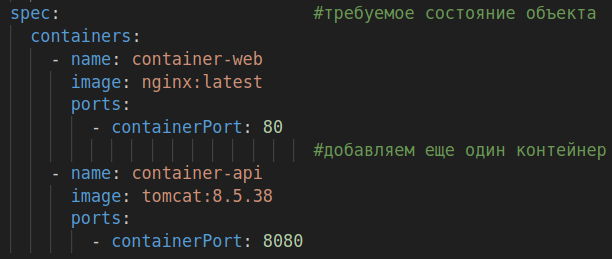 spec: #требуемое состояние объекта
containers:
- name: container-web
image: nginx:latest
ports:
- containerPort: 80
#добавляем еще один контейнер
- name: container-api
image: tomcat:8.5.38
ports:
- containerPort: 8080